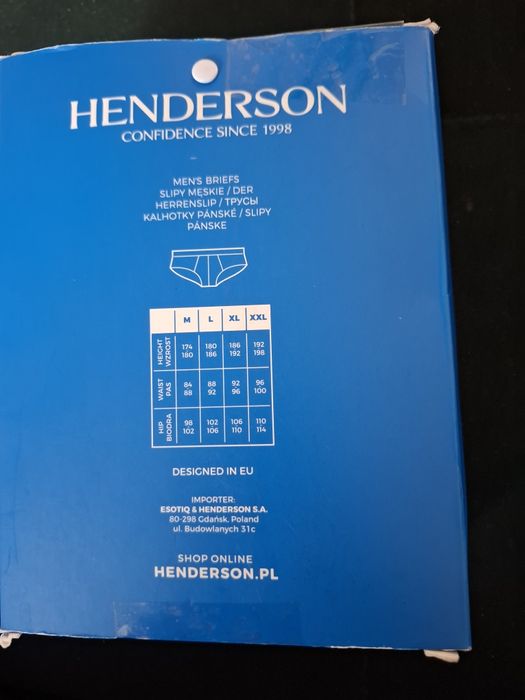 HENDERSON
CONFIDENCE SINCE 1998
MEN'S BRIEFS
SLIPY MĘSKIE / DER
HERRENSLIP / ТРУСЫ
KALHOTKY PÁNSKÉ / SLIPY
PÁNSKE
M L XL XXL
HEIGHT
WZROST
174 180 186 192
180 186 192 198
WAIST
PAS
84 88 92 96
88 92 96 100
HIP
BIODRA
98 102 106 110
102 106 110 114
DESIGNED IN EU
IMPORTER:
ESOTIQ & HENDERSON S.A.
80-298 Gdańsk, Poland
ul. Budowlanych 31c
SHOP ONLINE
HENDERSON.PL